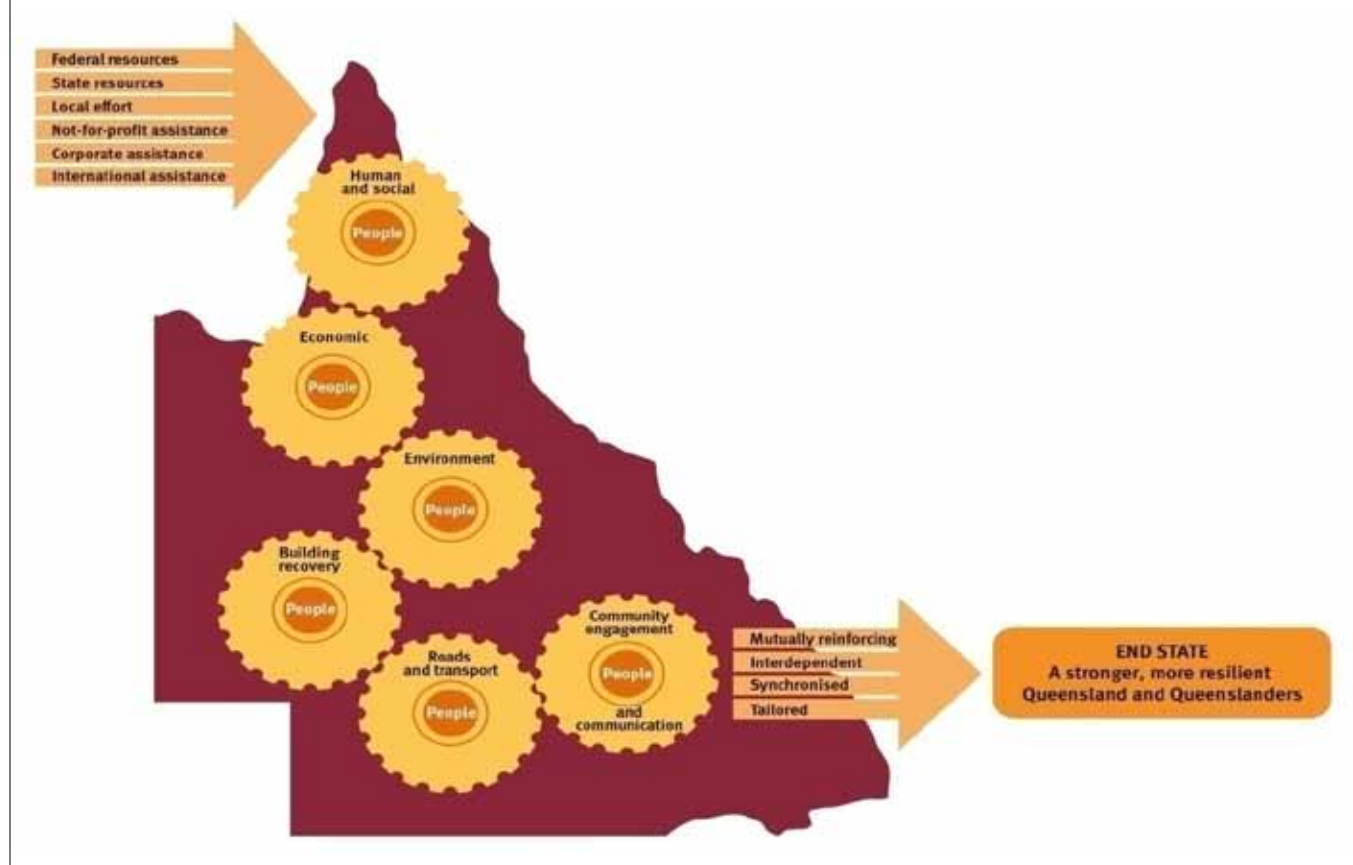 Federal resources
State resources
Local effort
Not-for-profit assistance
Corporate assistance
International assistance
Human
and social
People
Economic
People
Environment
People
Building
recovery
People
Roads
and transport
People
Community
engagement
People
and
communication
Mutually reinforcing
Interdependent
Synchronised
Tailored
END STATE
A stronger, more resilient
Queensland and Queenslanders